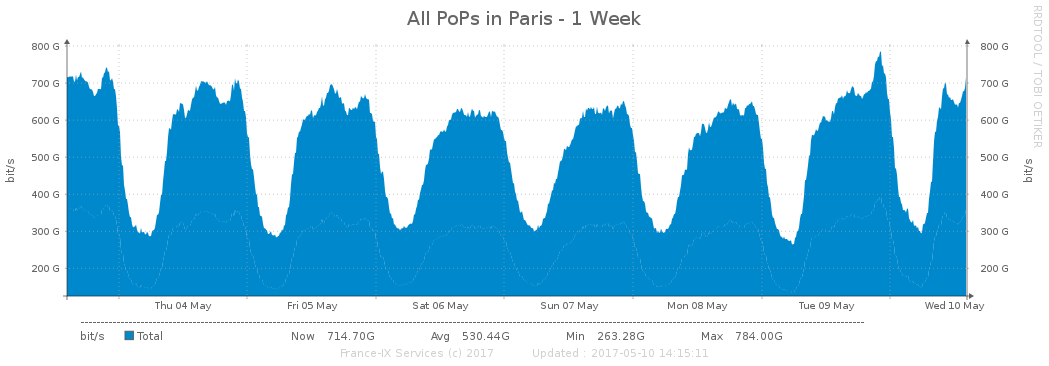 All PoPs in Paris - 1 Week
RRDTOOL / TOBI OETIKER
bit/s
bit/s
800 G 800 G
700 G 700 G
600 G 600 G
500 G 500 G
400 G 400 G
300 G 300 G
200 G 200 G
Thu 04 May Fri 05 May Sat 06 May Sun 07 May Mon 08 May Tue 09 May Wed 10 May
bit/s Total Now 714.70G Avg 530.44G Min 263.28G Max 784.00G
France-IX Services (c) 2017 Updated : 2017-05-10 14:15:11